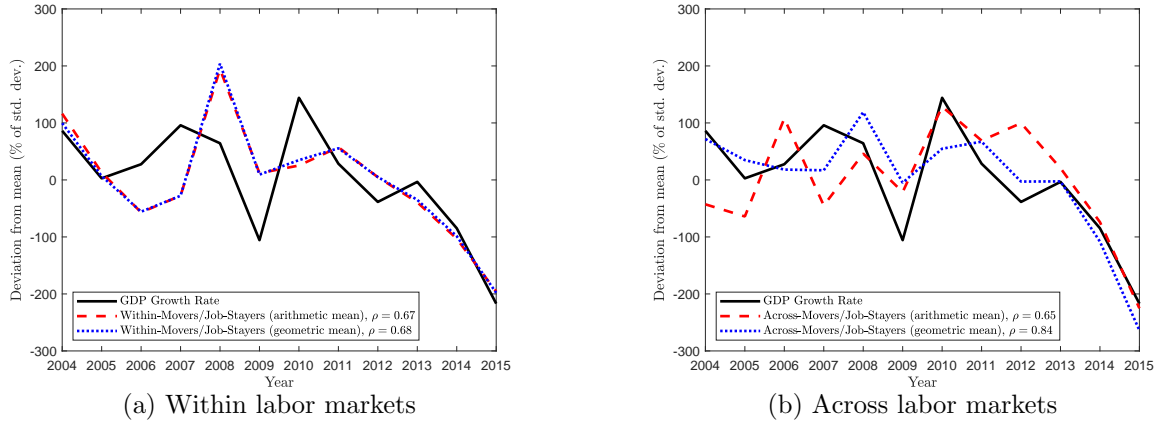 300
200
100
0
-100
-200
-300
Deviation from mean (% of std. dev.)
GDP Growth Rate
Within-Movers/Job-Stayers (arithmetic mean), ρ = 0.67
Within-Movers/Job-Stayers (geometric mean), ρ = 0.68
2004 2005 2006 2007 2008 2009 2010 2011 2012 2013 2014 2015
Year
(a) Within labor markets
300
200
100
0
-100
-200
-300
Deviation from mean (% of std. dev.)
GDP Growth Rate
Across-Movers/Job-Stayers (arithmetic mean), ρ = 0.65
Across-Movers/Job-Stayers (geometric mean), ρ = 0.84
2004 2005 2006 2007 2008 2009 2010 2011 2012 2013 2014 2015
Year
(b) Across labor markets